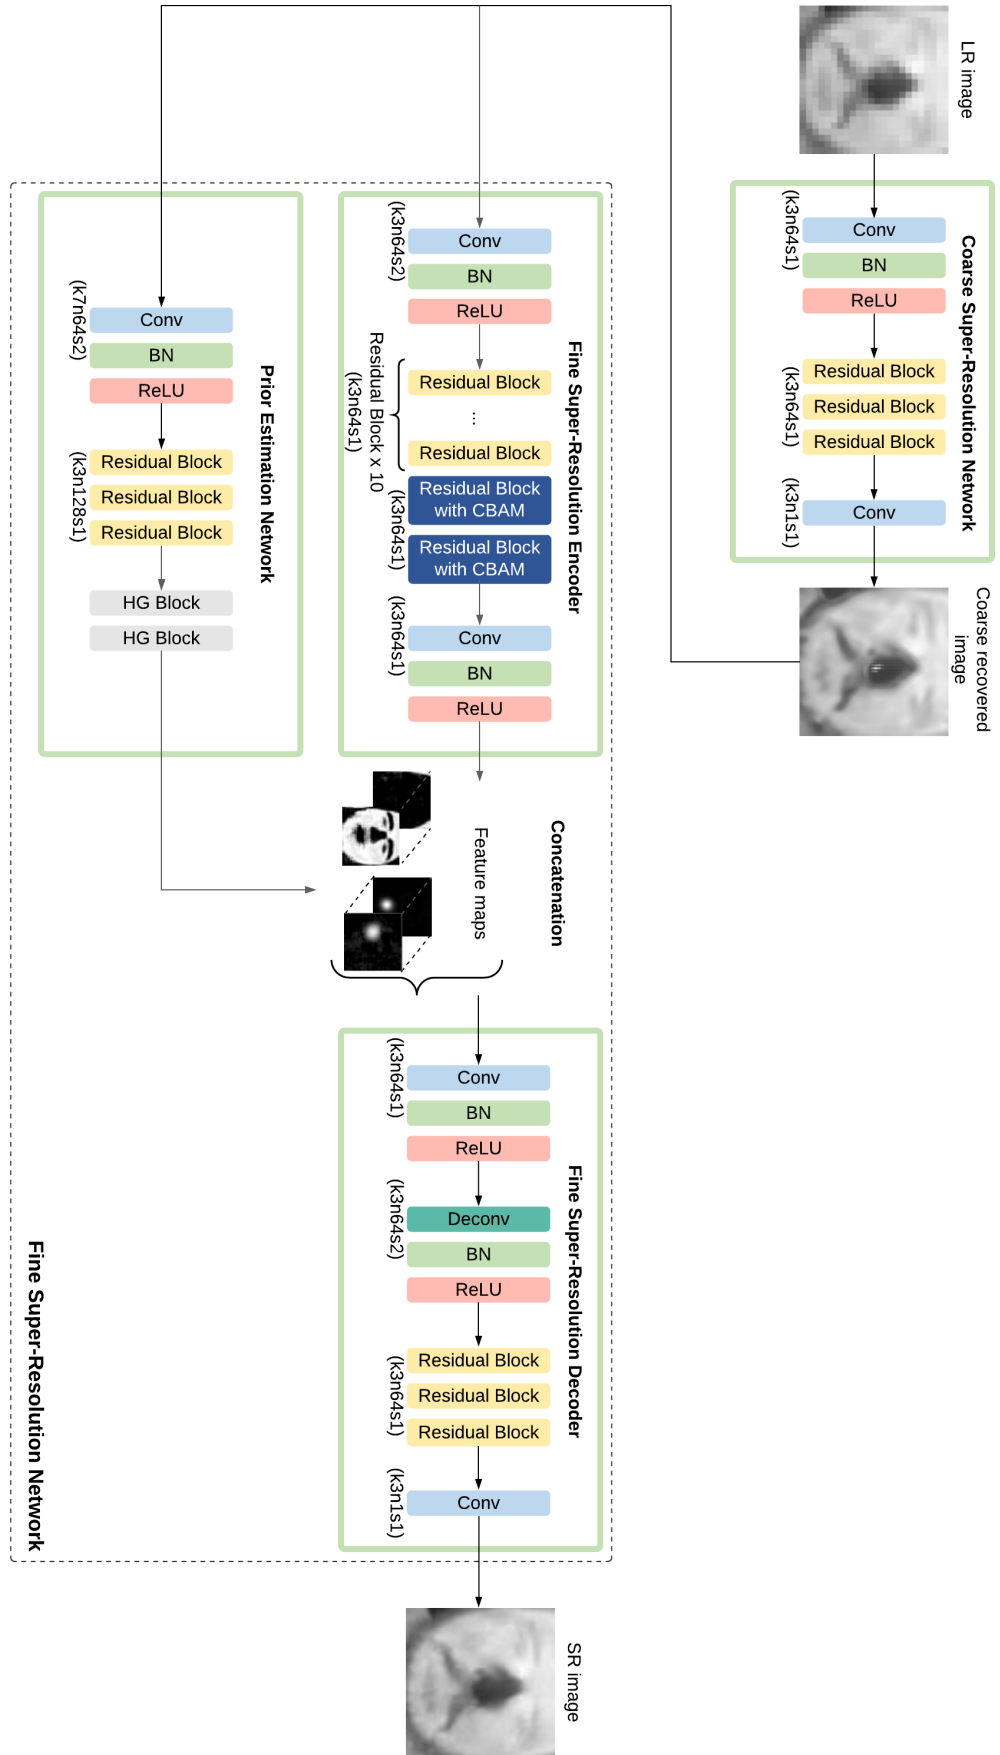 LR image
Coarse Super-Resolution Network
Conv
(k3n64s1)
BN
ReLU
Residual Block
Residual Block
Residual Block
(k3n64s1)
Conv
(k3n1s1)
Coarse recovered
image
Fine Super-Resolution Encoder
Conv
(k3n64s2)
BN
ReLU
Residual Block
...
Residual Block
Residual Block x 10
(k3n64s1)
Residual Block
with CBAM
Residual Block
with CBAM
(k3n64s1)
Conv
(k3n64s1)
BN
ReLU
Prior Estimation Network
Conv
(k7n64s2)
BN
ReLU
Residual Block
Residual Block
Residual Block
(k3n128s1)
HG Block
HG Block
Concatenation
Feature maps
Fine Super-Resolution Decoder
Conv
(k3n64s1)
BN
ReLU
Deconv
(k3n64s2)
BN
ReLU
Residual Block
Residual Block
Residual Block
(k3n64s1)
Conv
(k3n1s1)
Fine Super-Resolution Network
SR image